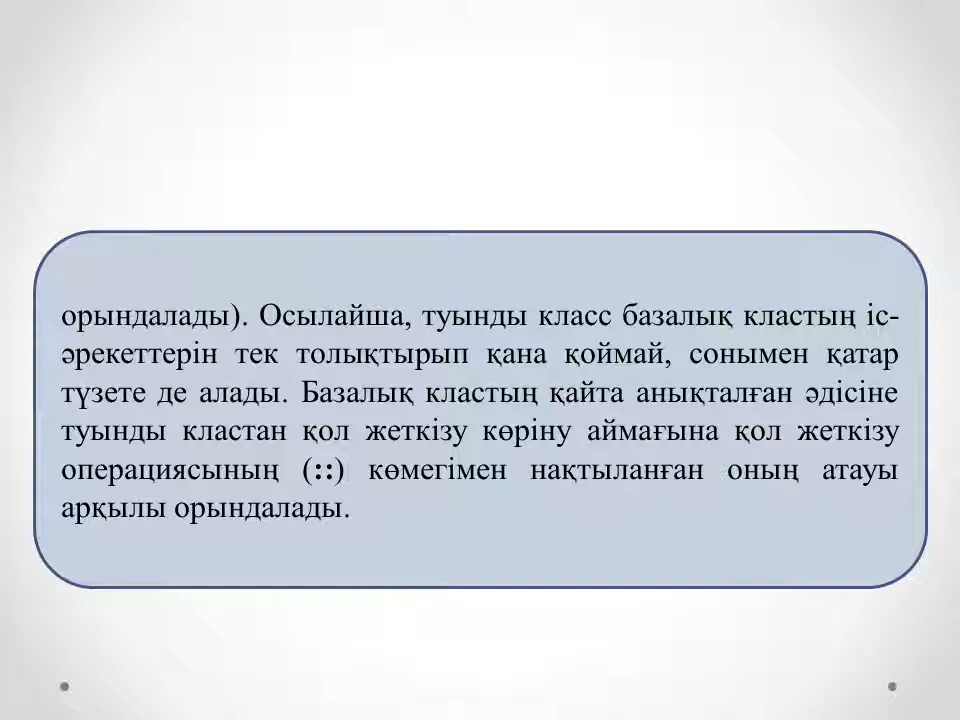 орындалады). Осылайша, туынды класс базалық кластың іс-
әрекеттерін тек толықтырып қана қоймай, сонымен қатар
түзете де алады. Базалық кластың қайта анықталған әдісіне
туынды кластан қол жеткізу көріну аймағына қол жеткізу
операциясының (::) көмегімен нақтыланған оның атауы
арқылы орындалады.